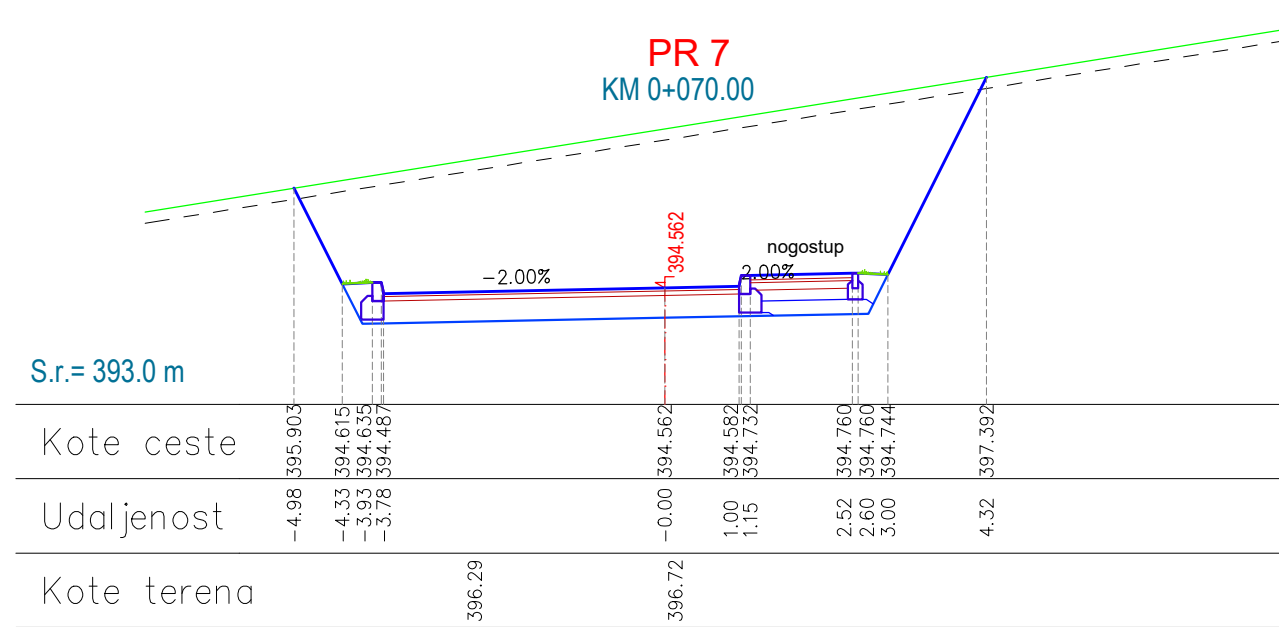 PR 7
KM 0+070.00
394.562
nogostup
-2.00%
2.00%
S.r.= 393.0 m
Kote ceste 395.903 394.615 394.635 394.487 394.562 394.582 394.732 394.760 394.760 394.744 397.392
Udaljenost -4.98 -4.33 -3.93 -3.78 -0.00 1.00 1.15 2.52 2.60 3.00 4.32
Kote terena 396.29 396.72